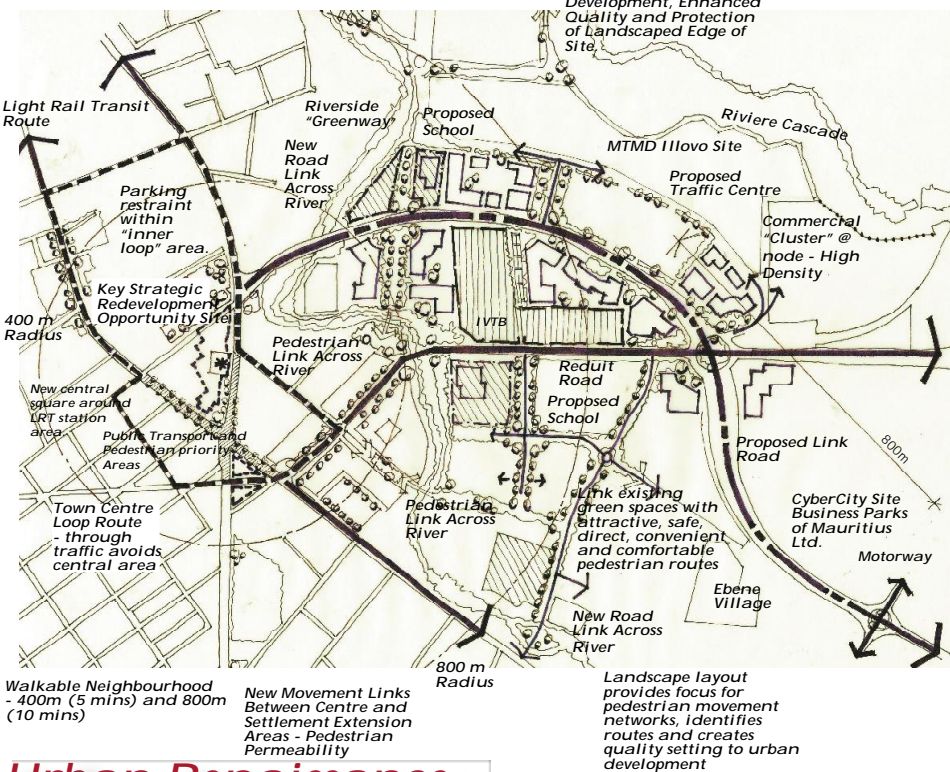 Development, Enhanced
Quality and Protection
of Landscaped Edge of
Site.
Light Rail Transit
Route
Riverside
"Greenway"
Proposed
School
Riviere Cascade
New
Road
Link
Across
River
MTMD Illovo Site
Proposed
Traffic Centre
Parking
restraint
within
"inner
loop" area.
Commercial
"Cluster" @
node - High
Density
Key Strategic
Redevelopment
Opportunity Site
400 m
Radius
IVTB
Pedestrian
Link Across
River
Reduit
Road
Proposed
School
New central
square around
LRT station
area
Public Transport and
Pedestrian priority
Areas
Proposed Link
Road
800m
Town Centre
Loop Route
- through
traffic avoids
central area
Pedestrian
Link Across
River
Link existing
green spaces with
attractive, safe,
direct, convenient
and comfortable
pedestrian routes
CyberCity Site
Business Parks
of Mauritius
Ltd.
Motorway
Ebene
Village
New Road
Link Across
River
800 m
Radius
Walkable Neighbourhood
- 400m (5 mins) and 800m
(10 mins)
New Movement Links
Between Centre and
Settlement Extension
Areas - Pedestrian
Permeability
Landscape layout
provides focus for
pedestrian movement
networks, identifies
routes and creates
quality setting to urban
development
Urban Renaissance